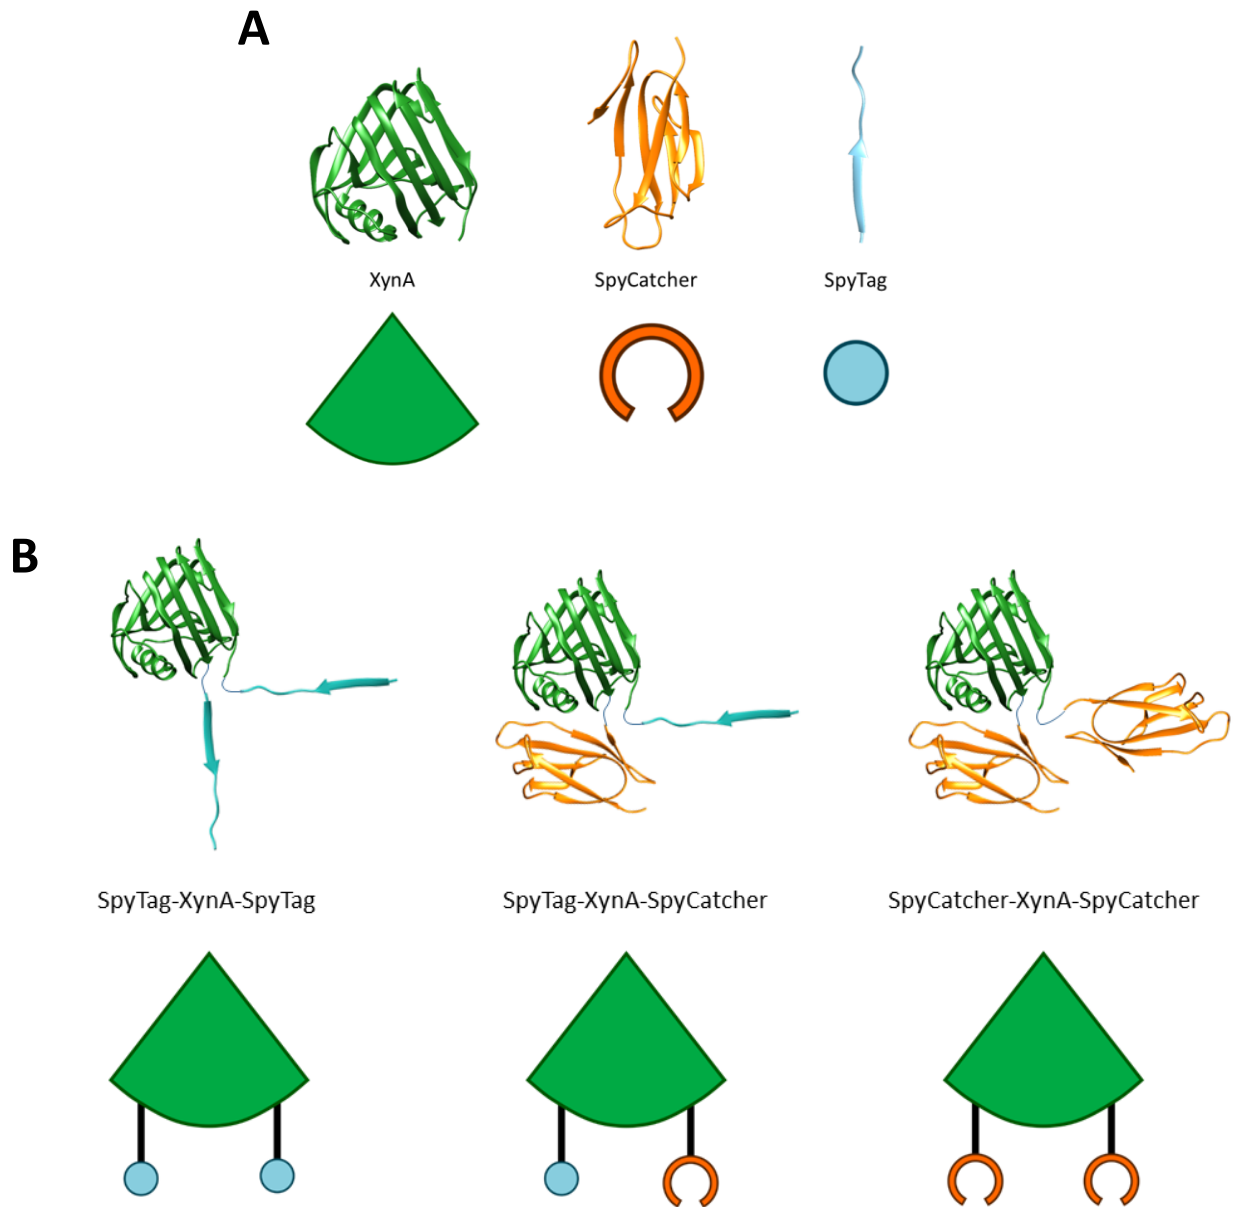 A
XynA
SpyCatcher
SpyTag
B
SpyTag-XynA-SpyTag
SpyTag-XynA-SpyCatcher
SpyCatcher-XynA-SpyCatcher